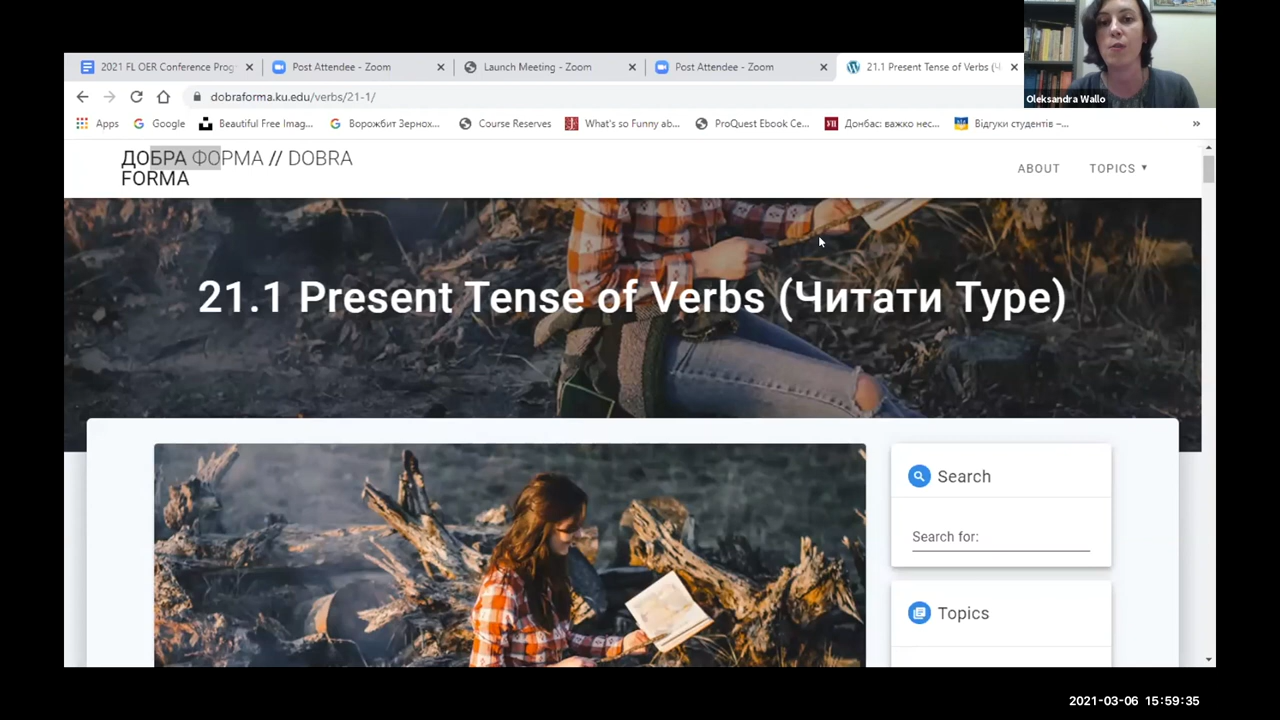 2021 FL OER Conference Prog
Post Attendee - Zoom
Launch Meeting - Zoom
Post Attendee - Zoom
21.1 Present Tense of Verbs (Ч
Oleksandra Wallo
dobraforma.ku.edu/verbs/21-1/
Apps
Google
Beautiful Free Imag...
Ворожбит Зернох...
Course Reserves
What's so Funny ab...
ProQuest Ebook Ce...
Донбас: важко нес...
Відгуки студентів –...
»
ДОБРА ФОРМА // DOBRA
FORMA
ABOUT
TOPICS
21.1 Present Tense of Verbs (Читати Type)
Search
Search for:
Topics
2021-03-06 15:59:35